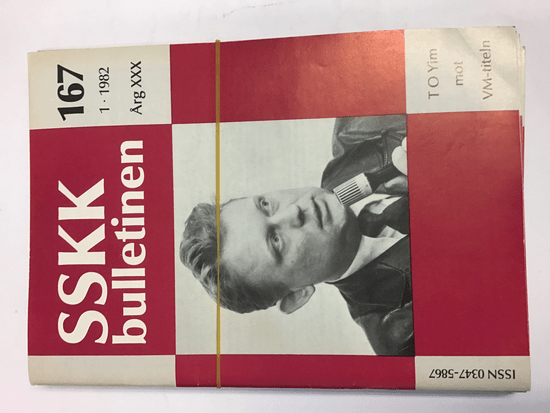 SSKK
bulletinen
167
1 · 1982
Årg XXX
T O Yim
mot
VM-titeln
ISSN 0347-5867